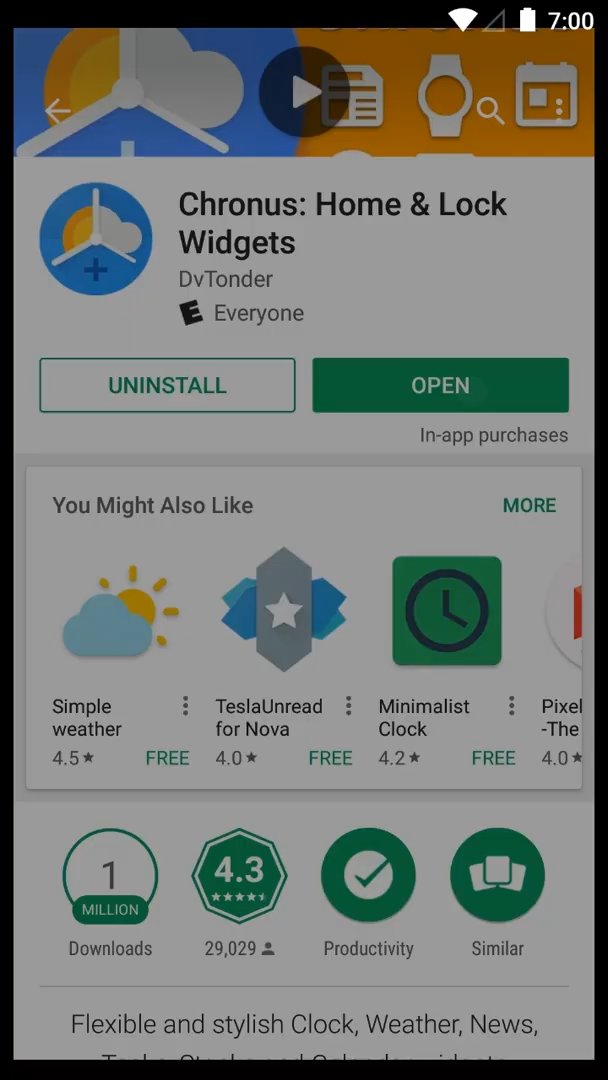 7:00
Chronus: Home & Lock
Widgets
DvTonder
E Everyone
UNINSTALL
OPEN
In-app purchases
You Might Also Like
MORE
Simple
weather
4.5★
FREE
TeslaUnread
for Nova
4.0★
FREE
Minimalist
Clock
4.2★
FREE
Pixel
-The
4.0★
1
MILLION
Downloads
4.3
29,029
Productivity
Similar
Flexible and stylish Clock, Weather, News,